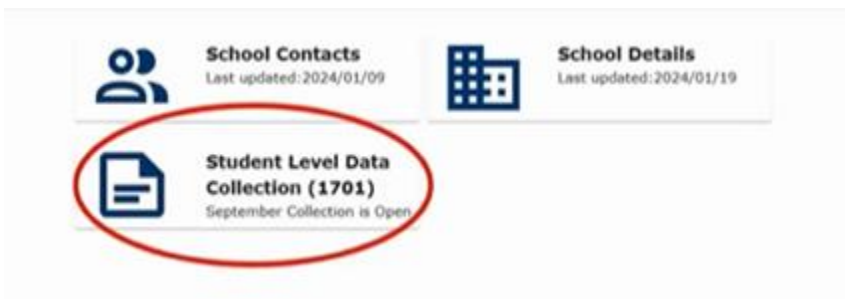 School Contacts
Last updated:2024/01/09
School Details
Last updated:2024/01/19
Student Level Data
Collection (1701)
September Collection is Open